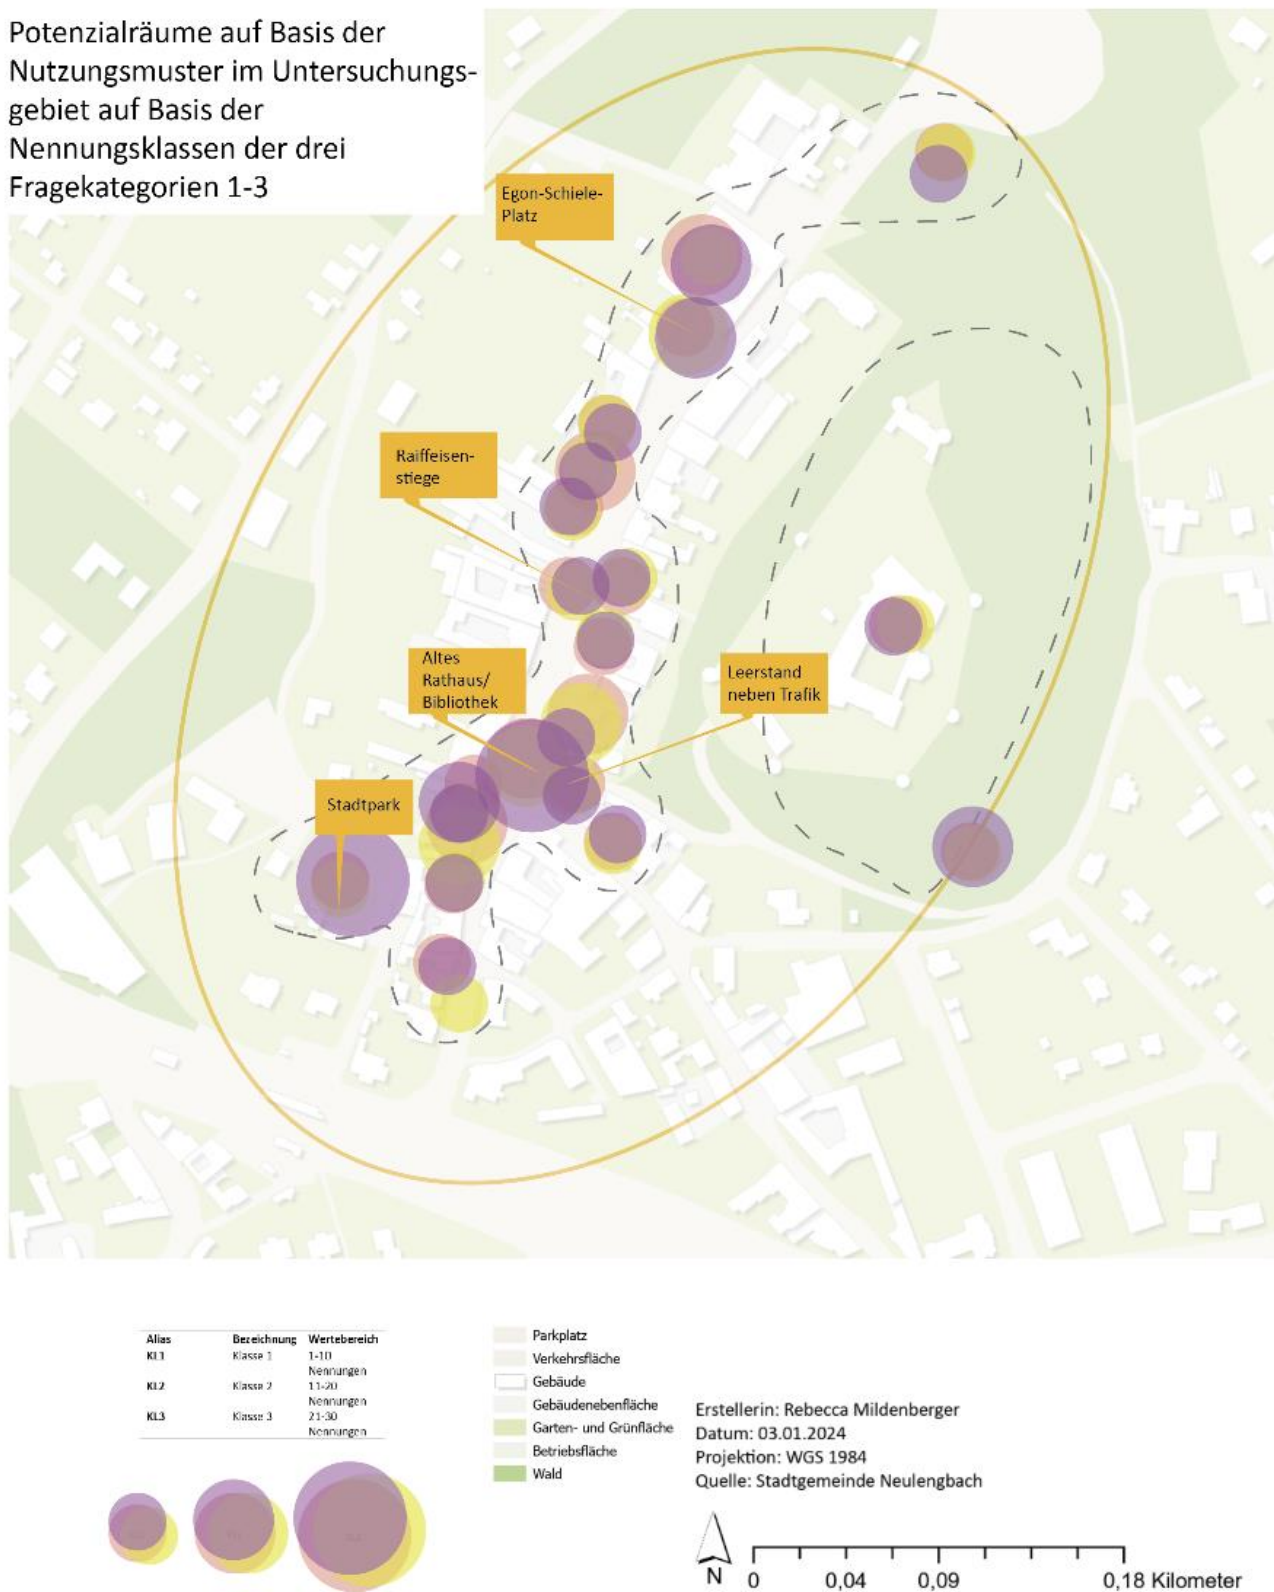 Potenzialräume auf Basis der
Nutzungsmuster im Untersuchungs-
gebiet auf Basis der
Nennungsklassen der drei
Fragekategorien 1-3
Egon-Schiele-
Platz
Raiffeisen-
stiege
Altes
Rathaus/
Bibliothek
Leerstand
neben Trafik
Stadtpark
Alias Bezeichnung Wertebereich
KL1 Klasse 1 1-10
Nennungen
KL2 Klasse 2 11-20
Nennungen
KL3 Klasse 3 21-30
Nennungen
Parkplatz
Verkehrsfläche
Gebäude
Gebäudenebenfläche
Garten- und Grünfläche
Betriebsfläche
Wald
Erstellerin: Rebecca Mildenberger
Datum: 03.01.2024
Projektion: WGS 1984
Quelle: Stadtgemeinde Neulengbach
N
0 0,04 0,09 0,18 Kilometer